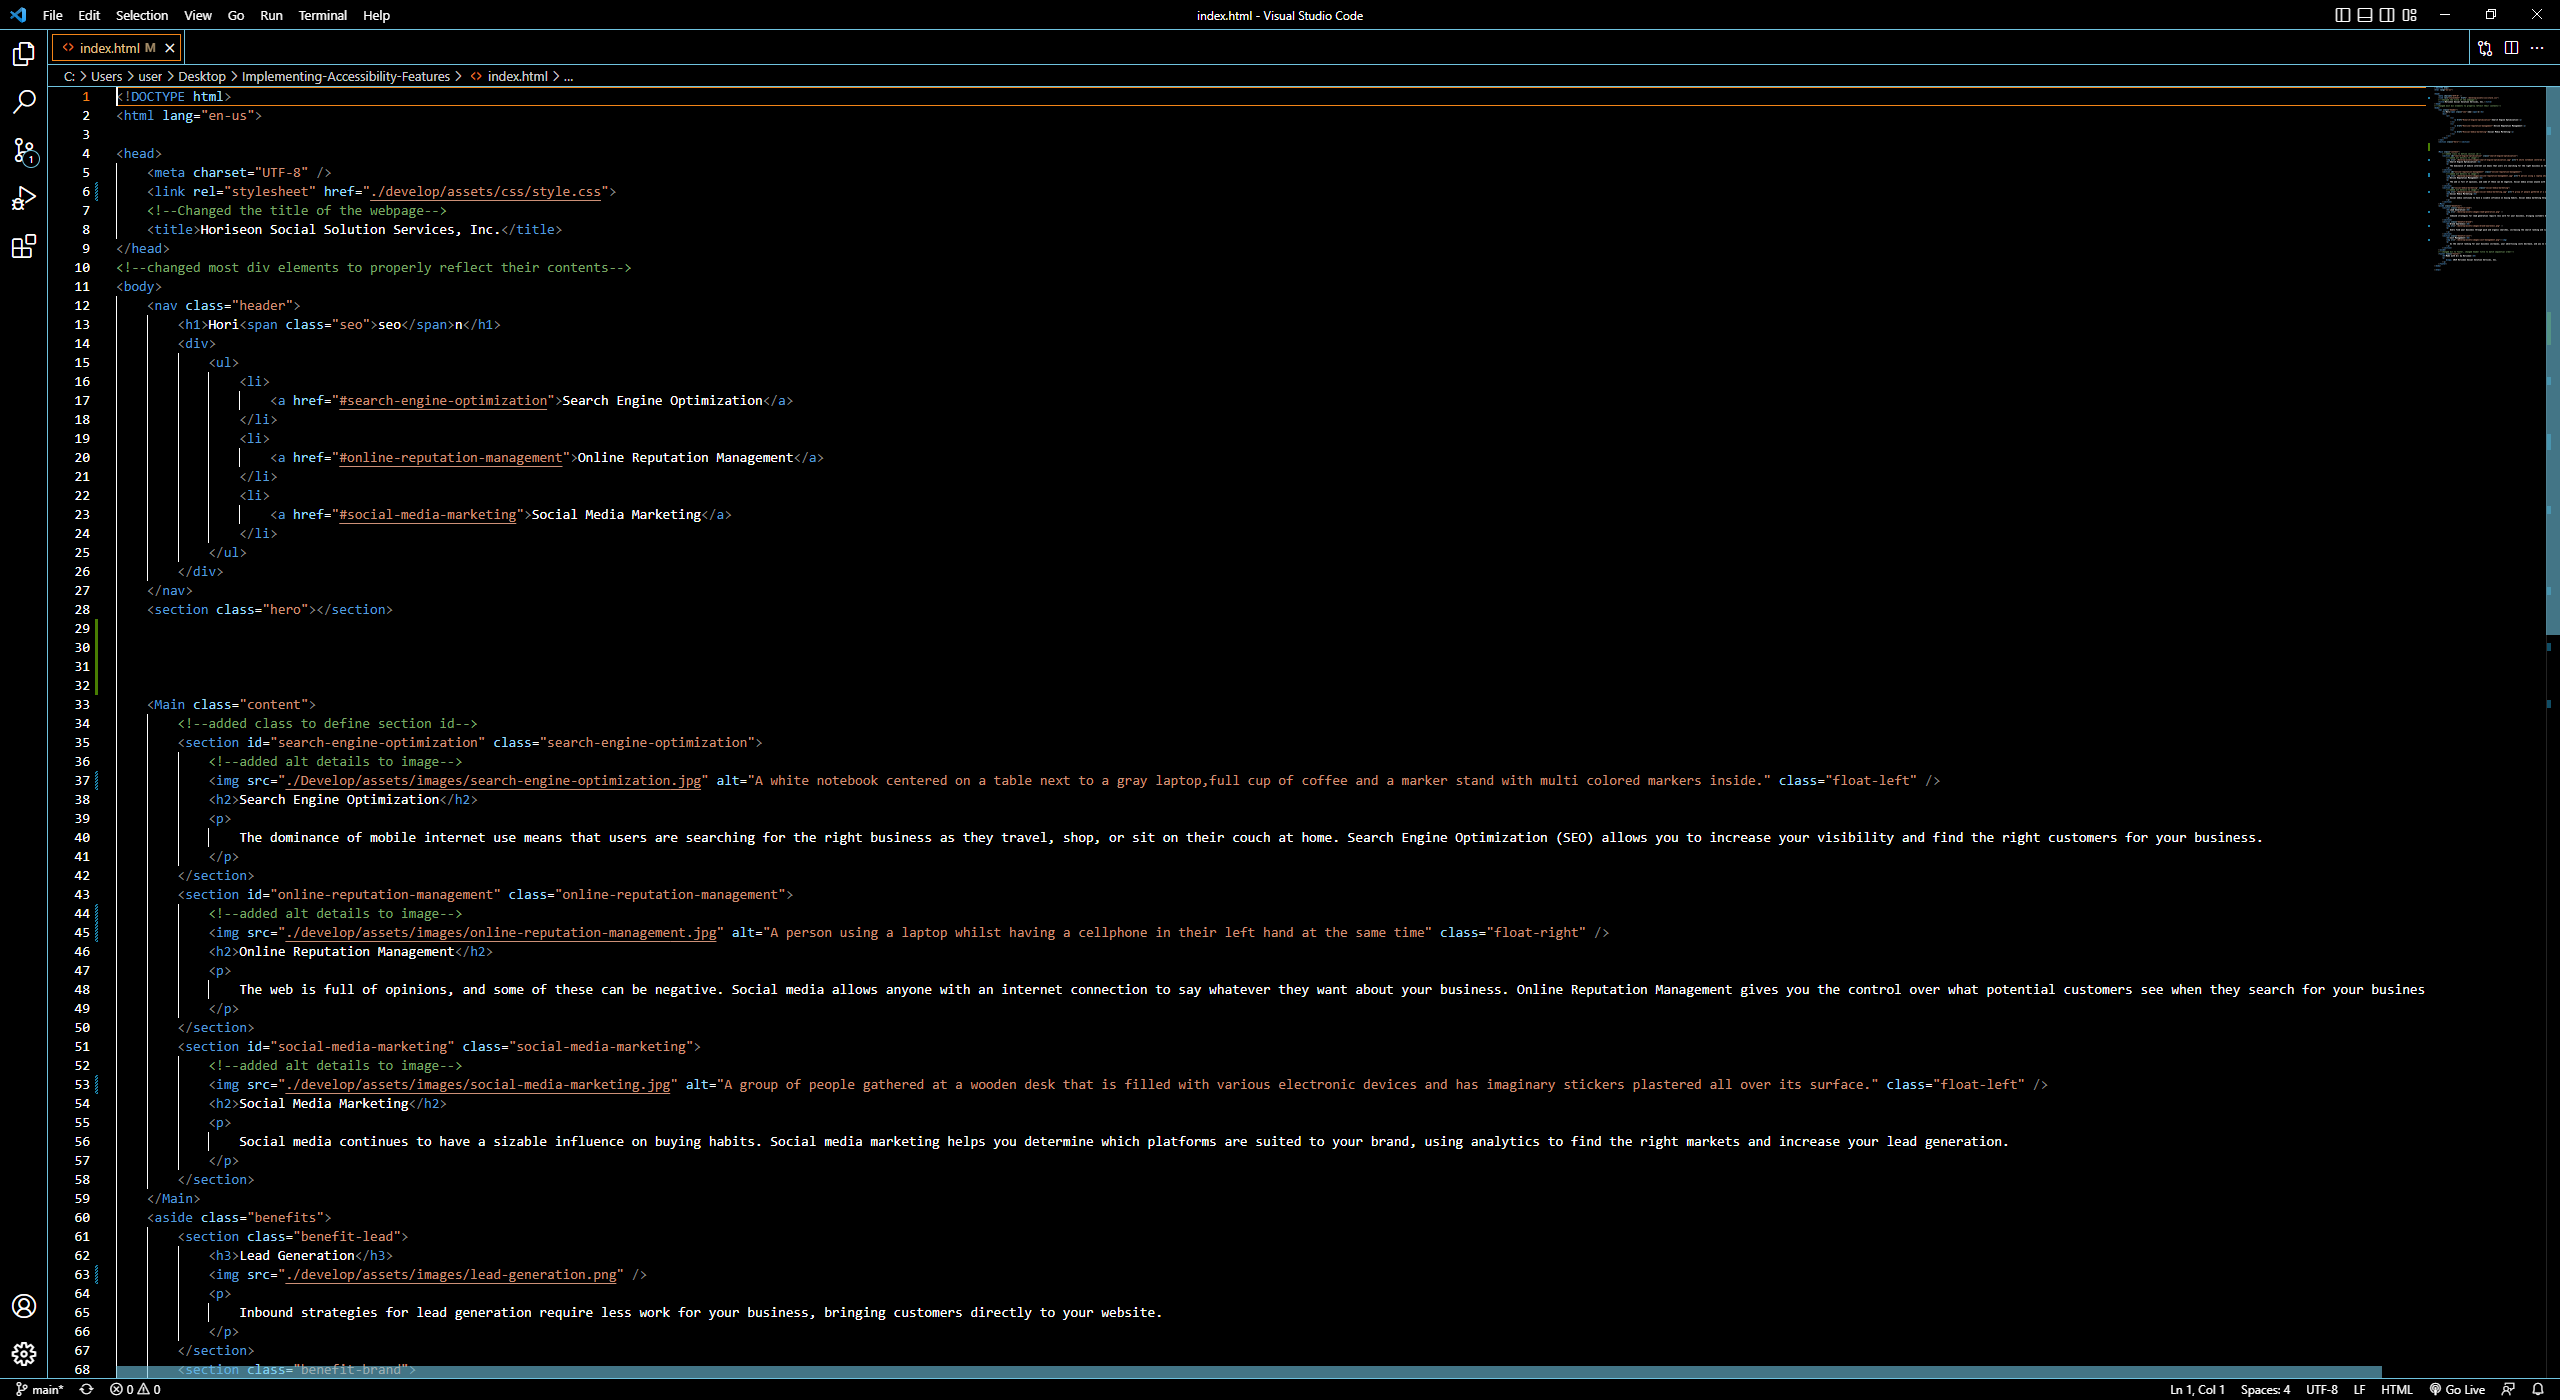 File Edit Selection View Go Run Terminal Help
index.html - Visual Studio Code
<> index.html M
C: > Users > user > Desktop > Implementing-Accessibility-Features > <> index.html > ...
1 <!DOCTYPE html>
2 <html lang="en-us">
3
4 <head>
5 <meta charset="UTF-8" />
6 <link rel="stylesheet" href="./develop/assets/css/style.css">
7 <!--Changed the title of the webpage-->
8 <title>Horiseon Social Solution Services, Inc.</title>
9 </head>
10 <!--changed most div elements to properly reflect their contents-->
11 <body>
12 <nav class="header">
13 <h1>Hori<span class="seo">seo</span>n</h1>
14 <div>
15 <ul>
16 <li>
17 <a href="#search-engine-optimization">Search Engine Optimization</a>
18 </li>
19 <li>
20 <a href="#online-reputation-management">Online Reputation Management</a>
21 </li>
22 <li>
23 <a href="#social-media-marketing">Social Media Marketing</a>
24 </li>
25 </ul>
26 </div>
27 </nav>
28 <section class="hero"></section>
29
30
31
32
33 <Main class="content">
34 <!--added class to define section id-->
35 <section id="search-engine-optimization" class="search-engine-optimization">
36 <!--added alt details to image-->
37 <img src="./Develop/assets/images/search-engine-optimization.jpg" alt="A white notebook centered on a table next to a gray laptop,full cup of coffee and a marker stand with multi colored markers inside." class="float-left" />
38 <h2>Search Engine Optimization</h2>
39 <p>
40 The dominance of mobile internet use means that users are searching for the right business as they travel, shop, or sit on their couch at home. Search Engine Optimization (SEO) allows you to increase your visibility and find the right customers for your business.
41 </p>
42 </section>
43 <section id="online-reputation-management" class="online-reputation-management">
44 <!--added alt details to image-->
45 <img src="./develop/assets/images/online-reputation-management.jpg" alt="A person using a laptop whilst having a cellphone in their left hand at the same time" class="float-right" />
46 <h2>Online Reputation Management</h2>
47 <p>
48 The web is full of opinions, and some of these can be negative. Social media allows anyone with an internet connection to say whatever they want about your business. Online Reputation Management gives you the control over what potential customers see when they search for your busines
49 </p>
50 </section>
51 <section id="social-media-marketing" class="social-media-marketing">
52 <!--added alt details to image-->
53 <img src="./develop/assets/images/social-media-marketing.jpg" alt="A group of people gathered at a wooden desk that is filled with various electronic devices and has imaginary stickers plastered all over its surface." class="float-left" />
54 <h2>Social Media Marketing</h2>
55 <p>
56 Social media continues to have a sizable influence on buying habits. Social media marketing helps you determine which platforms are suited to your brand, using analytics to find the right markets and increase your lead generation.
57 </p>
58 </section>
59 </Main>
60 <aside class="benefits">
61 <section class="benefit-lead">
62 <h3>Lead Generation</h3>
63 <img src="./develop/assets/images/lead-generation.png" />
64 <p>
65 Inbound strategies for lead generation require less work for your business, bringing customers directly to your website.
66 </p>
67 </section>
68 <section class="benefit-brand">
1
main* 0 0
Ln 1, Col 1 Spaces: 4 UTF-8 LF HTML Go Live